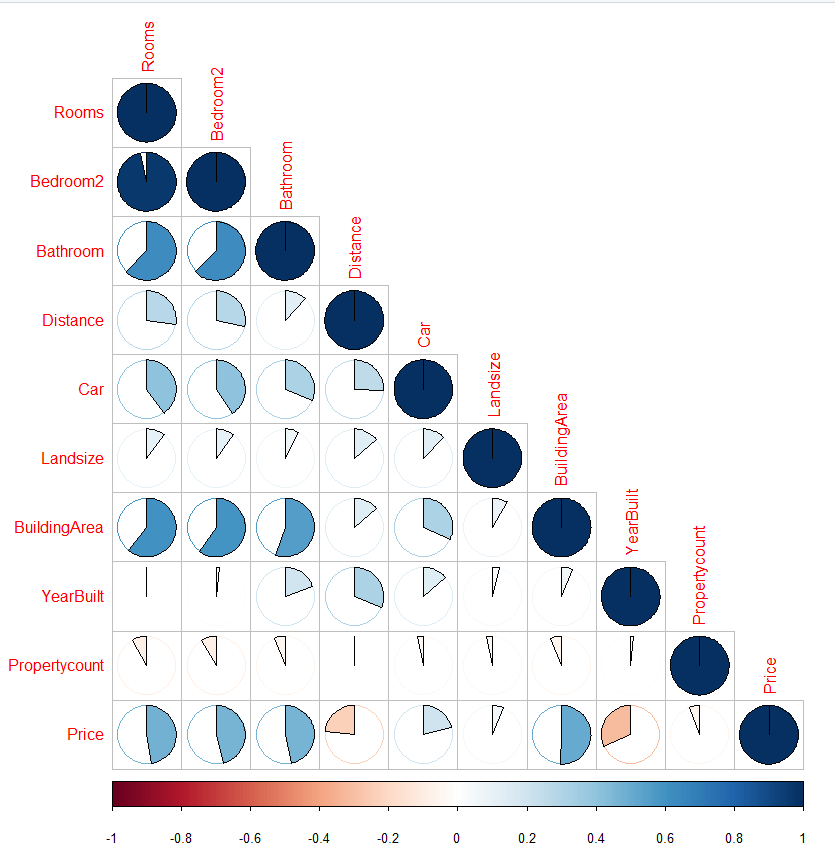 Rooms
Bedroom2
Bathroom
Distance
Car
Landsize
BuildingArea
YearBuilt
Propertycount
Price
Rooms
Bedroom2
Bathroom
Distance
Car
Landsize
BuildingArea
YearBuilt
Propertycount
Price
-1 -0.8 -0.6 -0.4 -0.2 0 0.2 0.4 0.6 0.8 1